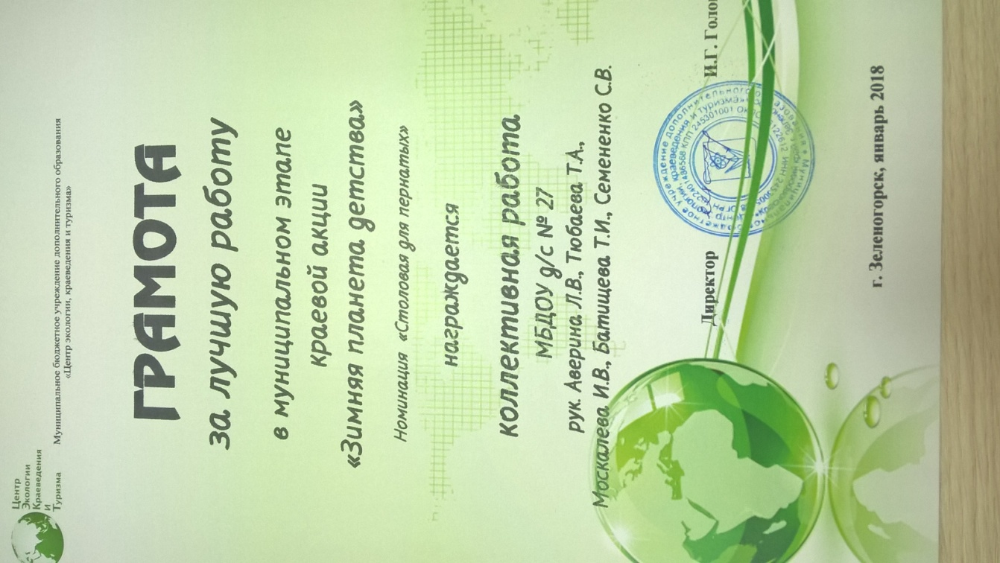 Центр
Экологии
Краеведения
и
Туризма
Муниципальное бюджетное учреждение дополнительного образования
«Центр экологии, краеведения и туризма»
ГРАМОТА
за лучшую работу
в муниципальном этапе
краевой акции
«Зимняя планета детства»
Номинация «Столовая для пернатых»
награждается
коллективная работа
МБДОУ д/с № 27
рук. Аверина Л.В., Тюбаева Т.А.,
Москалева И.В., Батищева Т.И., Семененко С.В.
Директор И.Г.
г. Зеленогорск, январь 2018